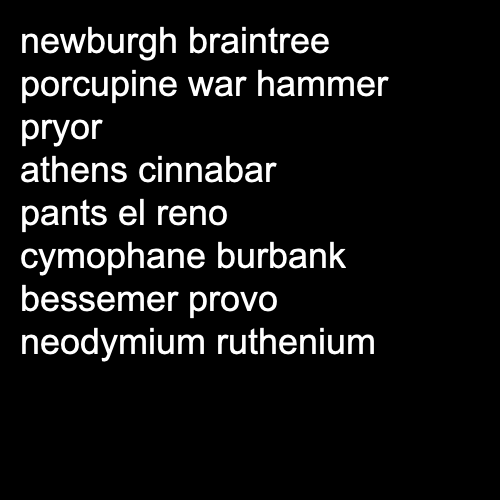 newburgh braintree
porcupine war hammer
pryor
athens cinnabar
pants el reno
cymophane burbank
bessemer provo
neodymium ruthenium